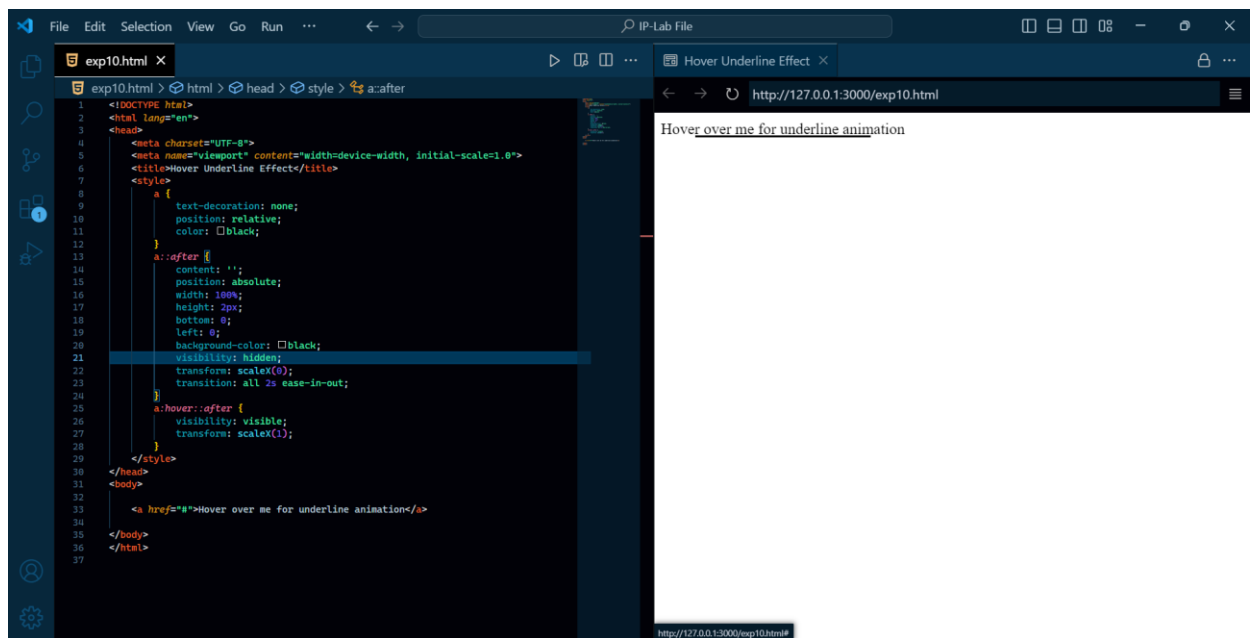 File Edit Selection View Go Run ··· ← → IP-Lab File
exp10.html ×
exp10.html > html > head > style > a::after
1 <!DOCTYPE html>
2 <html lang="en">
3 <head>
4 <meta charset="UTF-8">
5 <meta name="viewport" content="width=device-width, initial-scale=1.0">
6 <title>Hover Underline Effect</title>
7 <style>
8 a {
9 text-decoration: none;
10 position: relative;
11 color: black;
12 }
13 a::after {
14 content: '';
15 position: absolute;
16 width: 100%;
17 height: 2px;
18 bottom: 0;
19 left: 0;
20 background-color: black;
21 visibility: hidden;
22 transform: scaleX(0);
23 transition: all 2s ease-in-out;
24 }
25 a:hover::after {
26 visibility: visible;
27 transform: scaleX(1);
28 }
29 </style>
30 </head>
31 <body>
32
33 <a href="#">Hover over me for underline animation</a>
34
35 </body>
36 </html>
37
1
Hover Underline Effect ×
http://127.0.0.1:3000/exp10.html
Hover over me for underline animation
http://127.0.0.1:3000/exp10.html#